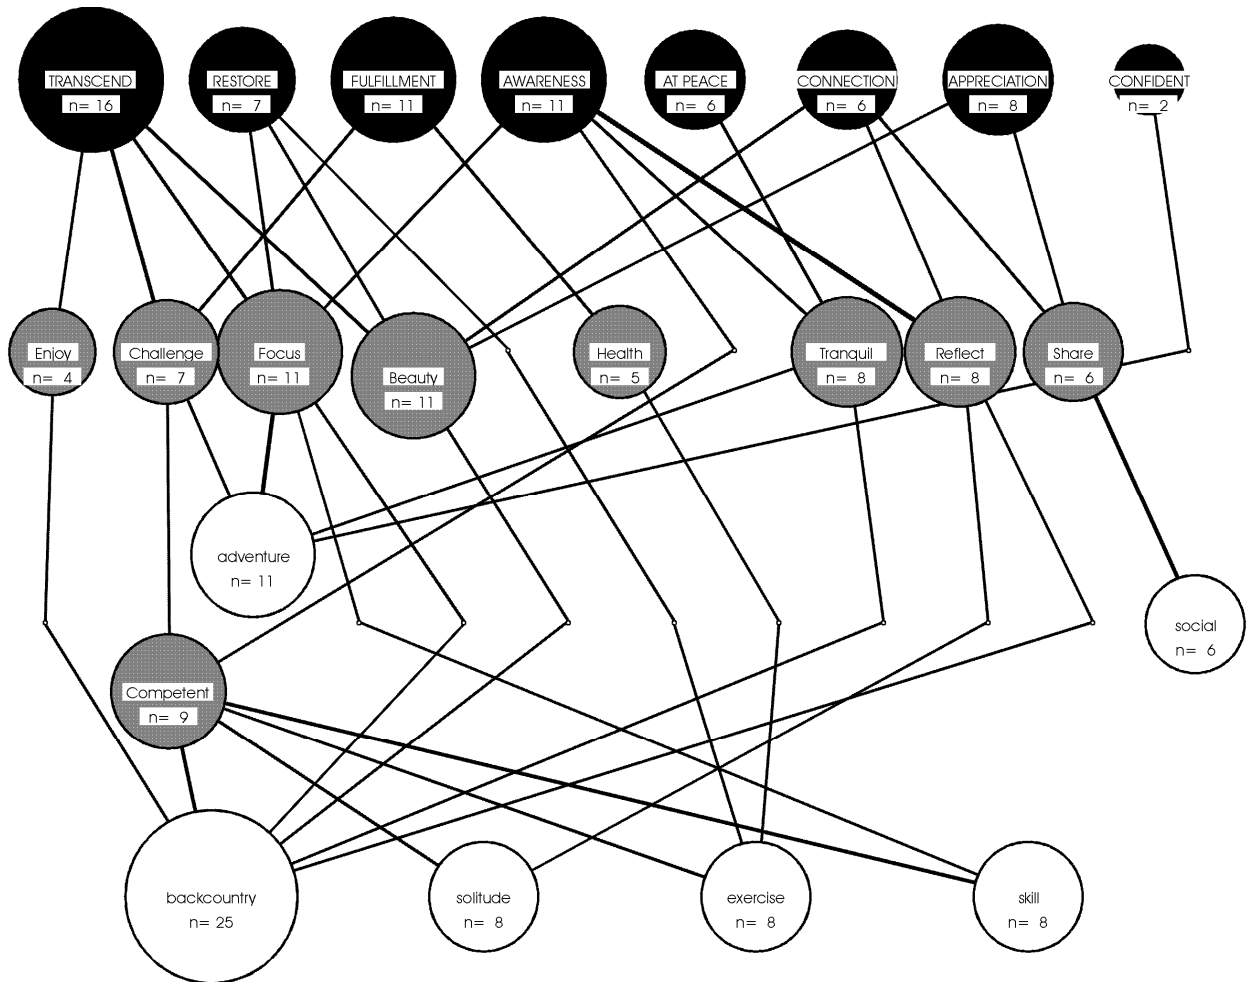 TRANSCEND
n= 16
RESTORE
n= 7
FULFILLMENT
n= 11
AWARENESS
n= 11
AT PEACE
n= 6
CONNECTION
n= 6
APPRECIATION
n= 8
CONFIDENT
n= 2
Enjoy
n= 4
Challenge
n= 7
Focus
n= 11
Beauty
n= 11
Health
n= 5
Tranquil
n= 8
Reflect
n= 8
Share
n= 6
adventure
n= 11
social
n= 6
Competent
n= 9
backcountry
n= 25
solitude
n= 8
exercise
n= 8
skill
n= 8